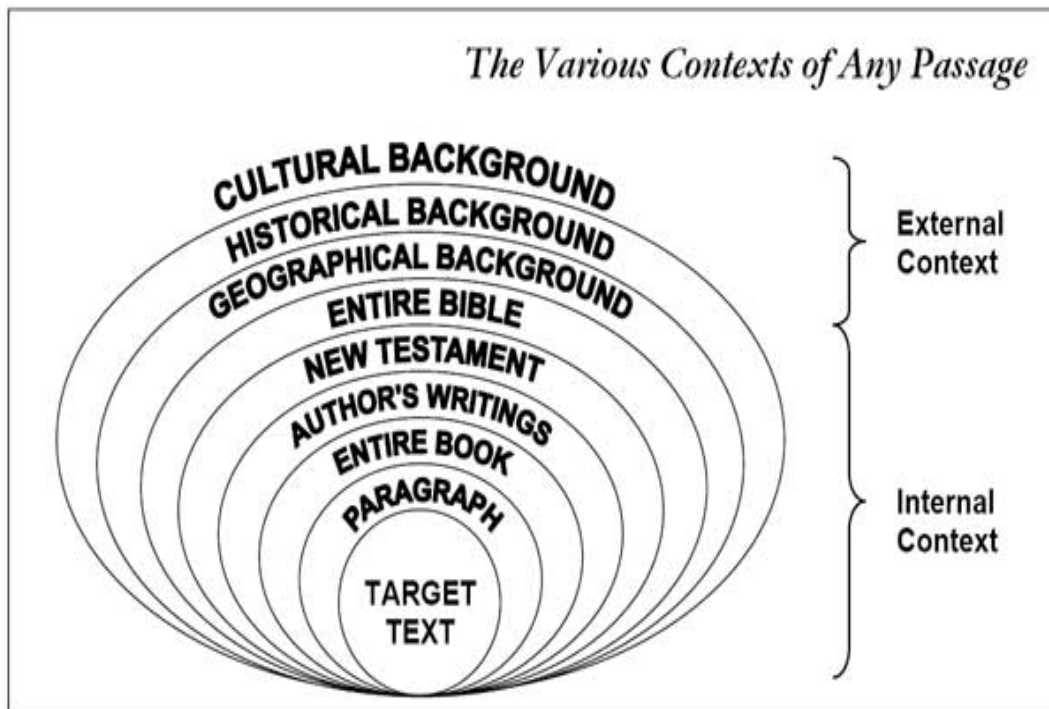 The Various Contexts of Any Passage
CULTURAL BACKGROUND
HISTORICAL BACKGROUND
GEOGRAPHICAL BACKGROUND
ENTIRE BIBLE
NEW TESTAMENT
AUTHOR'S WRITINGS
ENTIRE BOOK
PARAGRAPH
TARGET
TEXT
External
Context
Internal
Context